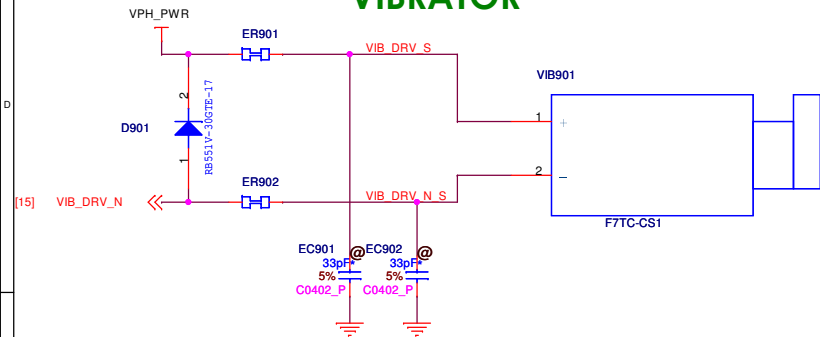 VIBRATOR
VPH_PWR
ER901
VIB_DRV_S
VIB901
D
2
D901
RB551V-30GTE-17
1
1
+
ER902
2
−
[15] VIB_DRV_N
VIB_DRV_N_S
F7TC-CS1
EC901 @ EC902 @
33pF* 33pF*
5% 5%
C0402_P C0402_P